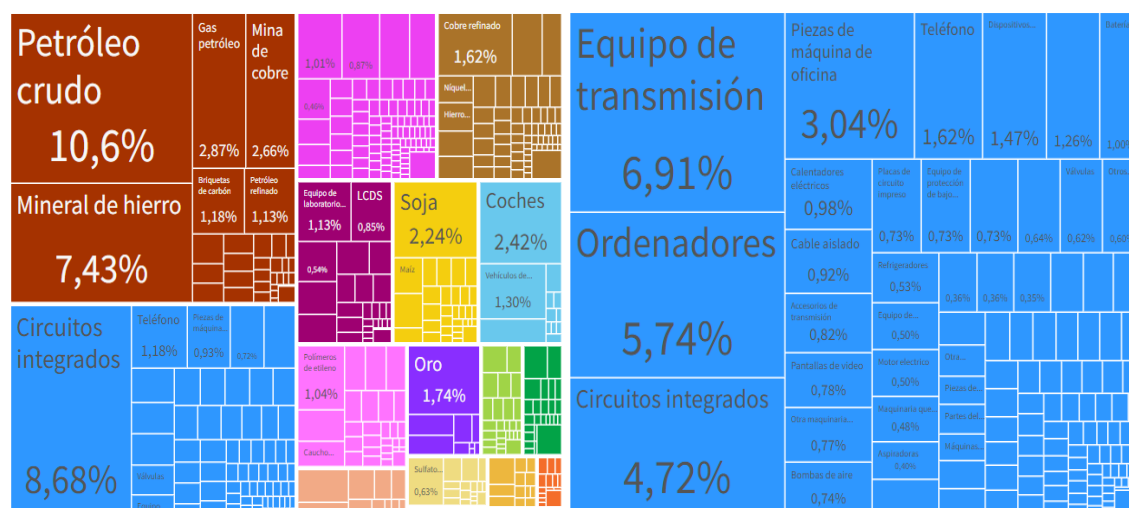 Petróleo
crudo
10,6%
Gas
petróleo
2,87%
Mina
de
cobre
2,66%
Mineral de hierro
7,43%
Briquetas
de carbón
1,18%
Petróleo
refinado
1,13%
Circuitos
integrados
8,68%
Teléfono
1,18%
Piezas de
máquina...
0,93%
0,72%
Válvulas
Equipo
1,01%
0,87%
Cobre refinado
1,62%
Níquel...
Hierro...
Equipo de
laboratorio...
1,13%
LCDS
0,85%
0,54%
Soja
2,24%
Maíz
Coches
2,42%
Vehículos de...
1,30%
Polímeros
de etileno
1,04%
Caucho...
Oro
1,74%
Sulfato...
0,63%
Equipo de
transmisión
6,91%
Ordenadores
5,74%
Circuitos integrados
4,72%
Piezas de
máquina de
oficina
3,04%
Teléfono
1,62%
Dispositivos...
1,47%
1,26%
1,00%
Calentadores
eléctricos
0,98%
Placas de
circuito
impreso
0,73%
Equipo de
protección
de bajo...
0,73%
0,73%
0,64%
Válvulas
0,62%
Otros
Cable aislado
0,92%
Refrigeradores
0,53%
0,36%
0,36%
0,35%
Accesorios de
transmisión
0,82%
Equipo de...
0,50%
Pantallas de video
0,78%
Motor electrico
0,50%
Otra...
Piezas de...
Otra maquinaria...
0,77%
Maquinaria que...
0,48%
Partes del...
Bombas de aire
0,74%
Aspiradoras
0,40%
Máquinas...